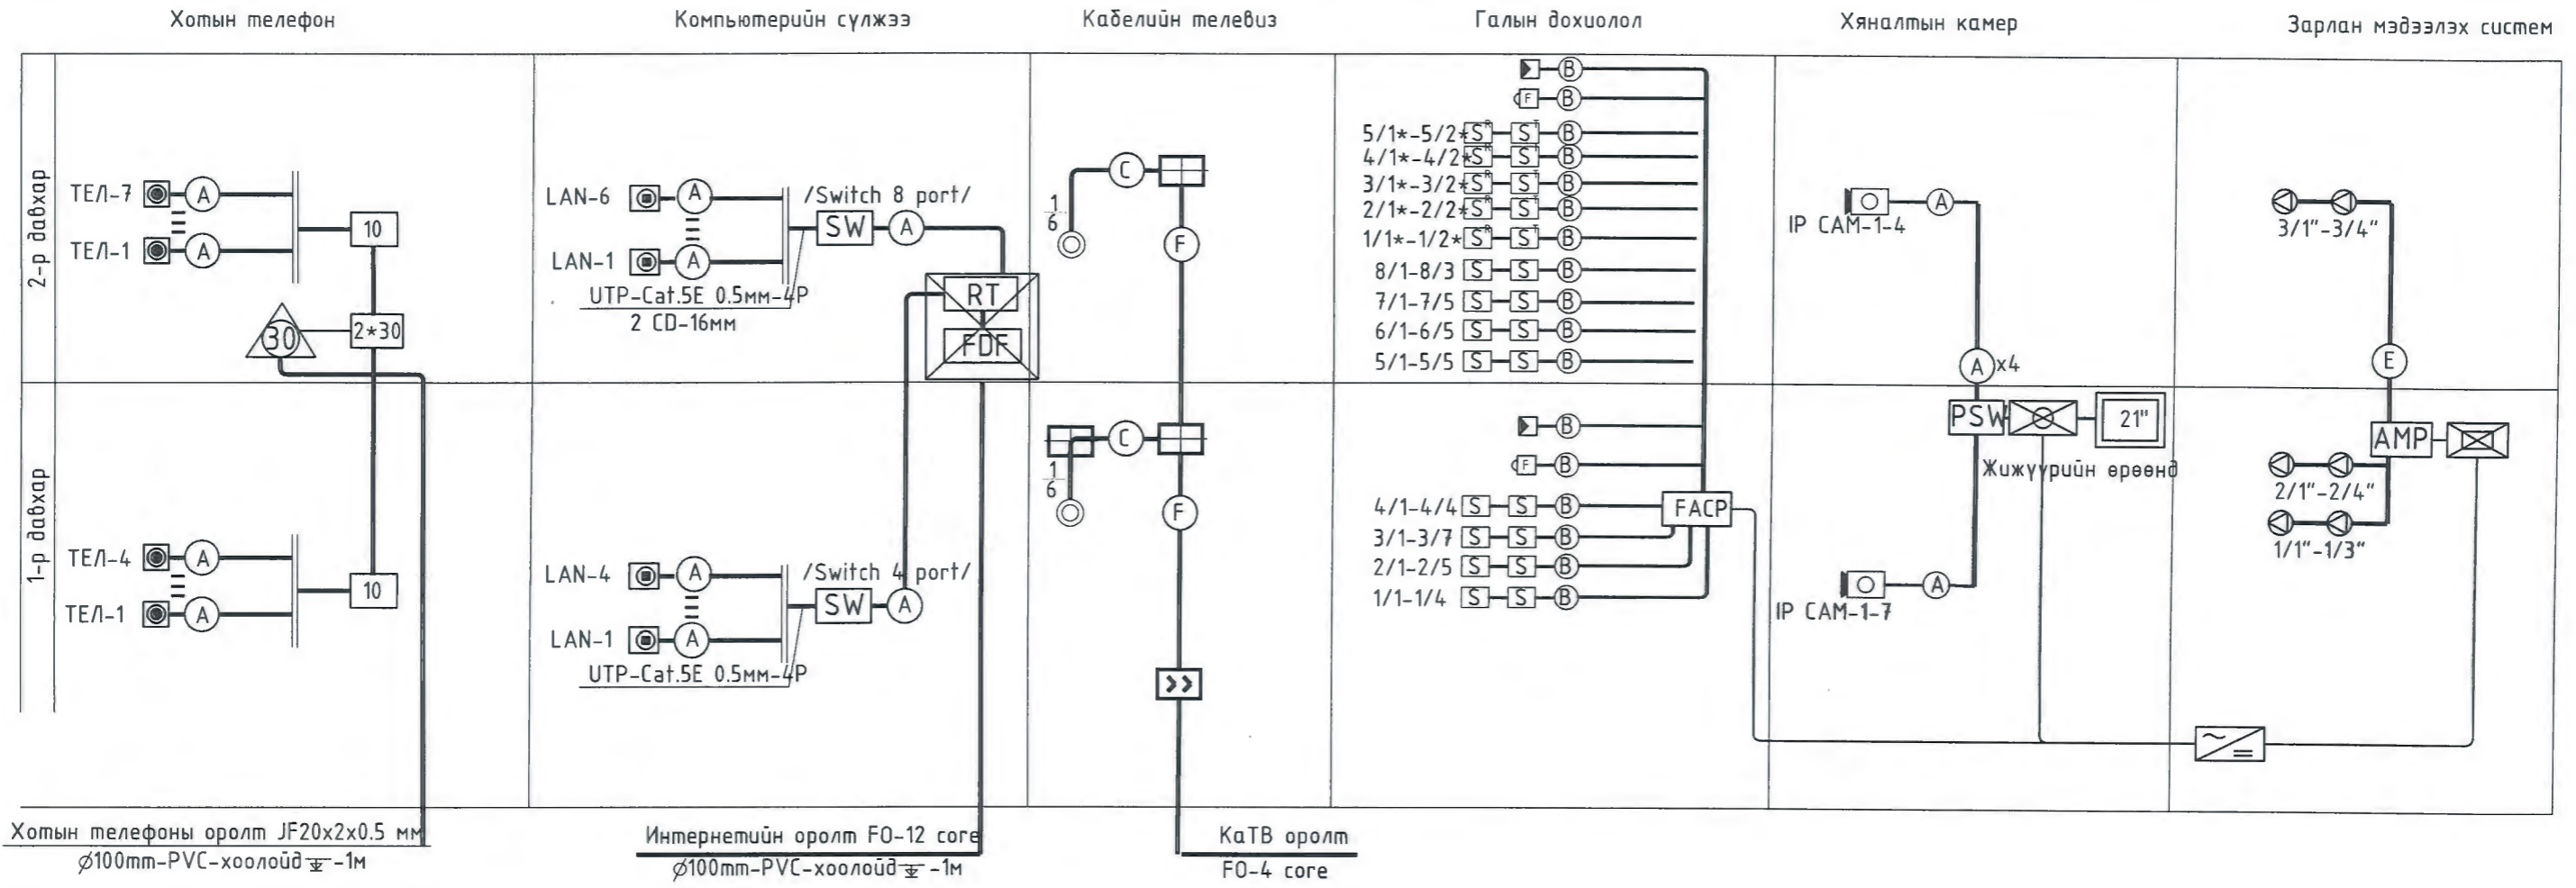 Хотын телефон
Компьютерийн сүлжээ
Кабелийн телевиз
Галын дохиолол
Хяналтын камер
Зарлан мэдээлэх систем
2-р давхар
ТЕЛ-7
A
ТЕЛ-1
A
10
30
2*30
1-р давхар
ТЕЛ-4
A
ТЕЛ-1
A
10
Хотын телефоны оролт JF20x2x0.5 мм
⌀100mm-PVC-хоолойд -1м
LAN-6
A
LAN-1
A
/Switch 8 port/
SW
A
UTP-Cat.5E 0.5мм-4P
2 CD-16мм
RT
FDF
LAN-4
A
LAN-1
A
/Switch 4 port/
SW
A
UTP-Cat.5E 0.5мм-4P
Интернетийн оролт FO-12 core
⌀100mm-PVC-хоолойд -1м
C
1
6
F
C
1
6
F
>>
КаТВ оролт
FO-4 core
B
F B
5/1*-5/2* S R S T B
4/1*-4/2* S R S T B
3/1*-3/2* S R S T B
2/1*-2/2* S R S T B
1/1*-1/2* S R S T B
8/1-8/3 S S B
7/1-7/5 S S B
6/1-6/5 S S B
5/1-5/5 S S B
B
F B
4/1-4/4 S S B
FACP
3/1-3/7 S S B
2/1-2/5 S S B
1/1-1/4 S S B
A
IP CAM-1-4
A x4
PSW
21"
Жижүүрийн өрөөнд
A
IP CAM-1-7
3/1"-3/4"
E
AMP
2/1"-2/4"
1/1"-1/3"